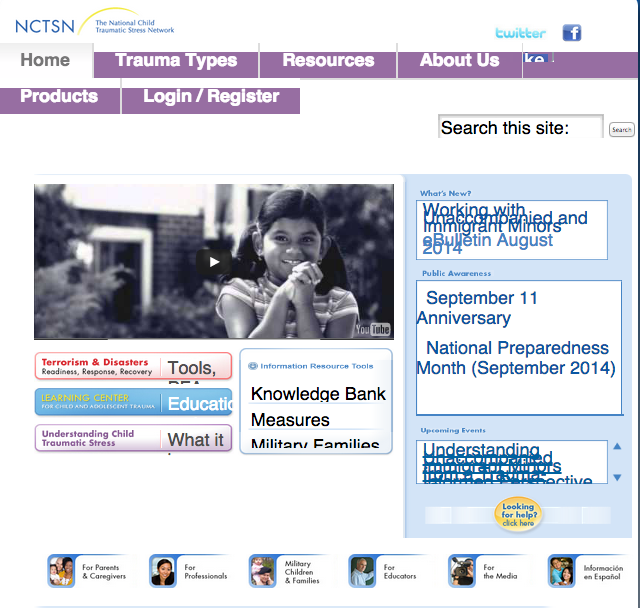 NCTSN
The National Child
Traumatic Stress Network
twitter
Home
Trauma Types
Resources
About Us
ke
Products
Login / Register
Search this site:
Search
YouTube
Terrorism & Disasters
Readiness, Response, Recovery
Tools,
LEARNING CENTER
FOR CHILD AND ADOLESCENT TRAUMA
Educatio
Understanding Child
Traumatic Stress
What it
Information Resource Tools
Knowledge Bank
Measures
Military Families
What's New?
Working with
Unaccompanied and
Immigrant Minors
eBulletin August
2014
Public Awareness
September 11
Anniversary
National Preparedness
Month (September 2014)
Upcoming Events
Understanding
Unaccompanied
Immigrant Minors
from a Trauma-
Informed Perspective
Looking
for help?
click here
For Parents
& Caregivers
For
Professionals
Military
Children
& Families
For
Educators
For
the Media
Información
en Español